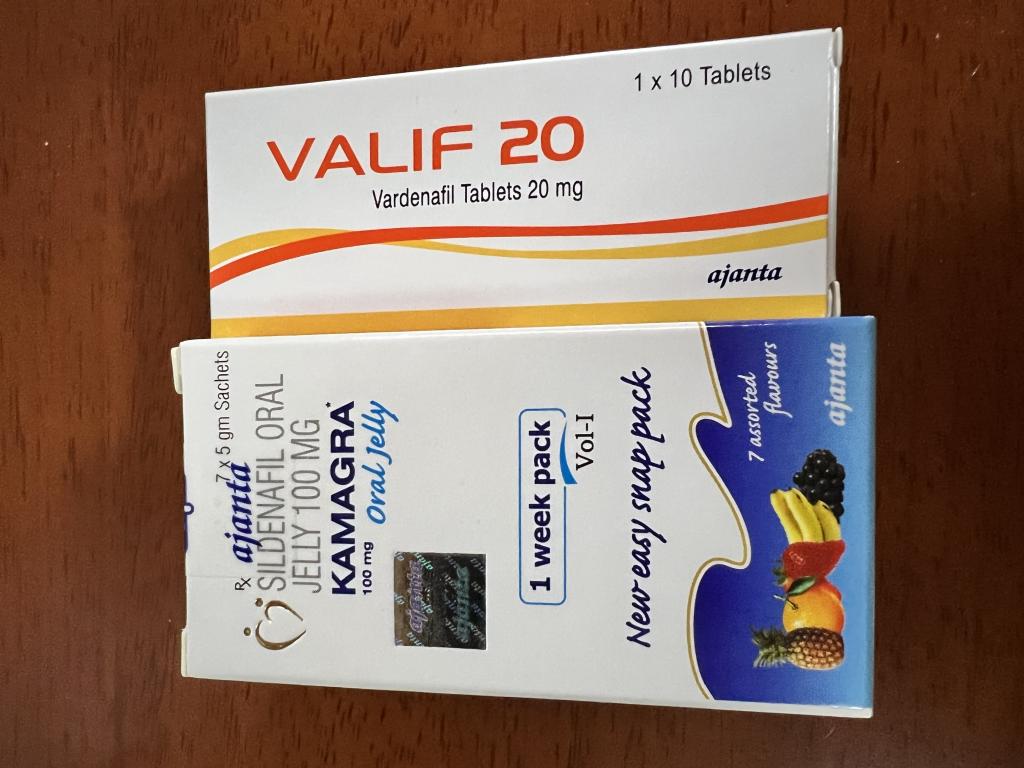 1 x 10 Tablets
VALIF 20
Vardenafil Tablets 20 mg
ajanta
7 x 5 gm Sachets
Rx ajanta
SILDENAFIL ORAL
JELLY 100 MG
KAMAGRA*
100 mg Oral Jelly
ajanta
ajanta
1 week pack
Vol-I
New easy snap pack
7 assorted
flavours
ajanta